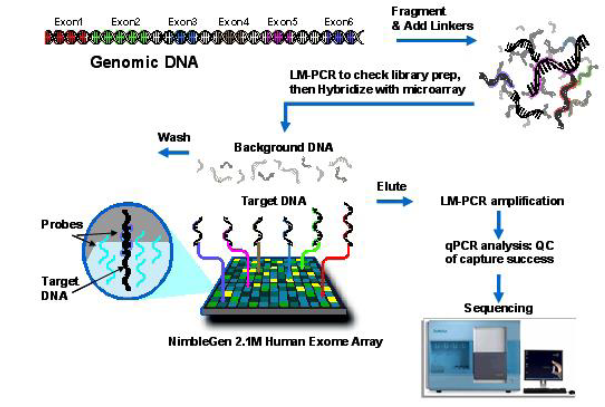 Exon1 Exon2 Exon3 Exon4 Exon5 Exon6
Genomic DNA
Fragment
& Add Linkers
LM-PCR to check library prep,
then Hybridize with microarray
Wash
Background DNA
Target DNA
Elute
LM-PCR amplification
qPCR analysis: QC
of capture success
Sequencing
Probes
Target
DNA
NimbleGen 2.1M Human Exome Array